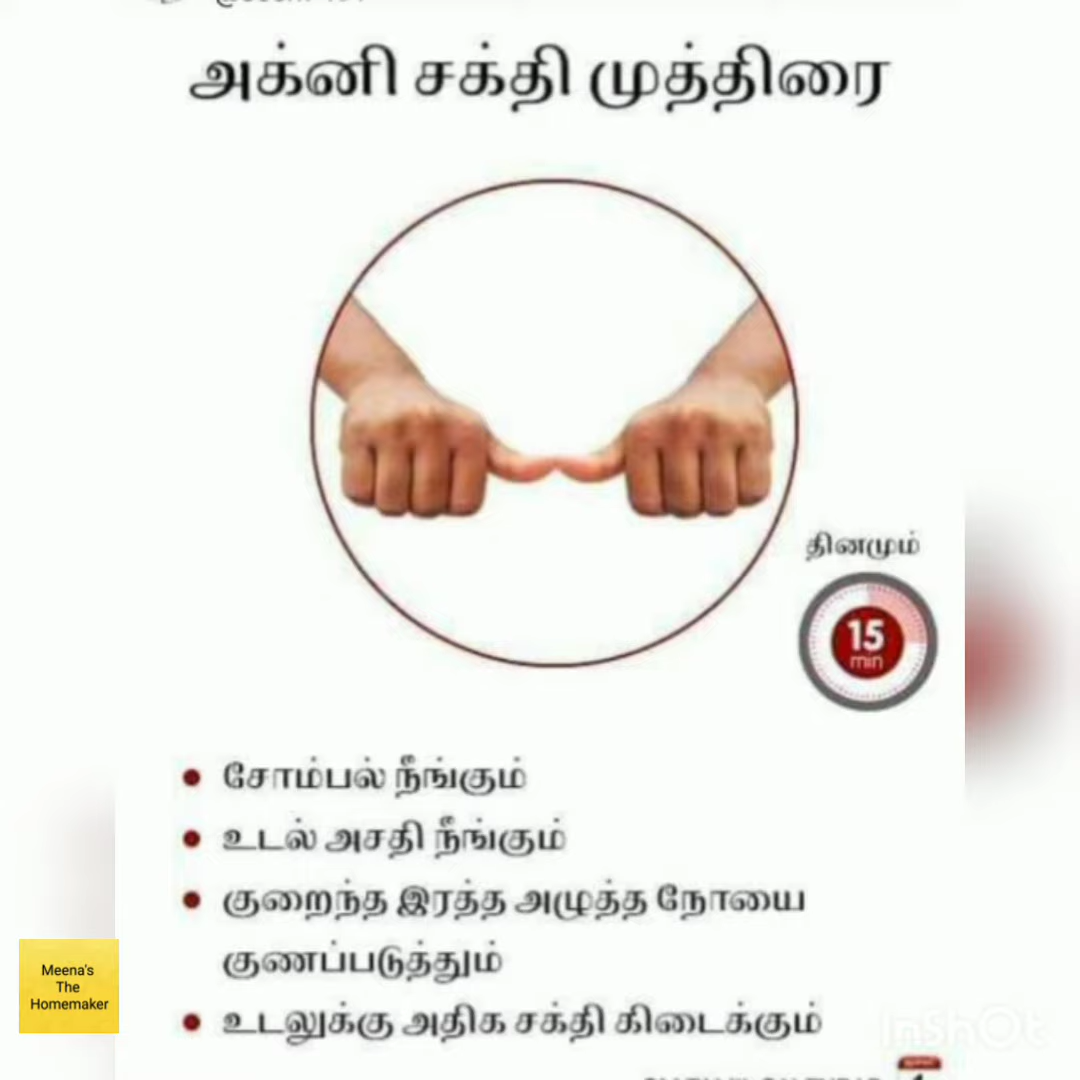 அக்னி சக்தி முத்திரை
தினமும்
15
min
• சோம்பல் நீங்கும்
• உடல் அசதி நீங்கும்
• குறைந்த இரத்த அழுத்த நோயை
குணப்படுத்தும்
• உடலுக்கு அதிக சக்தி கிடைக்கும்
Meena's
The
Homemaker
InShOt